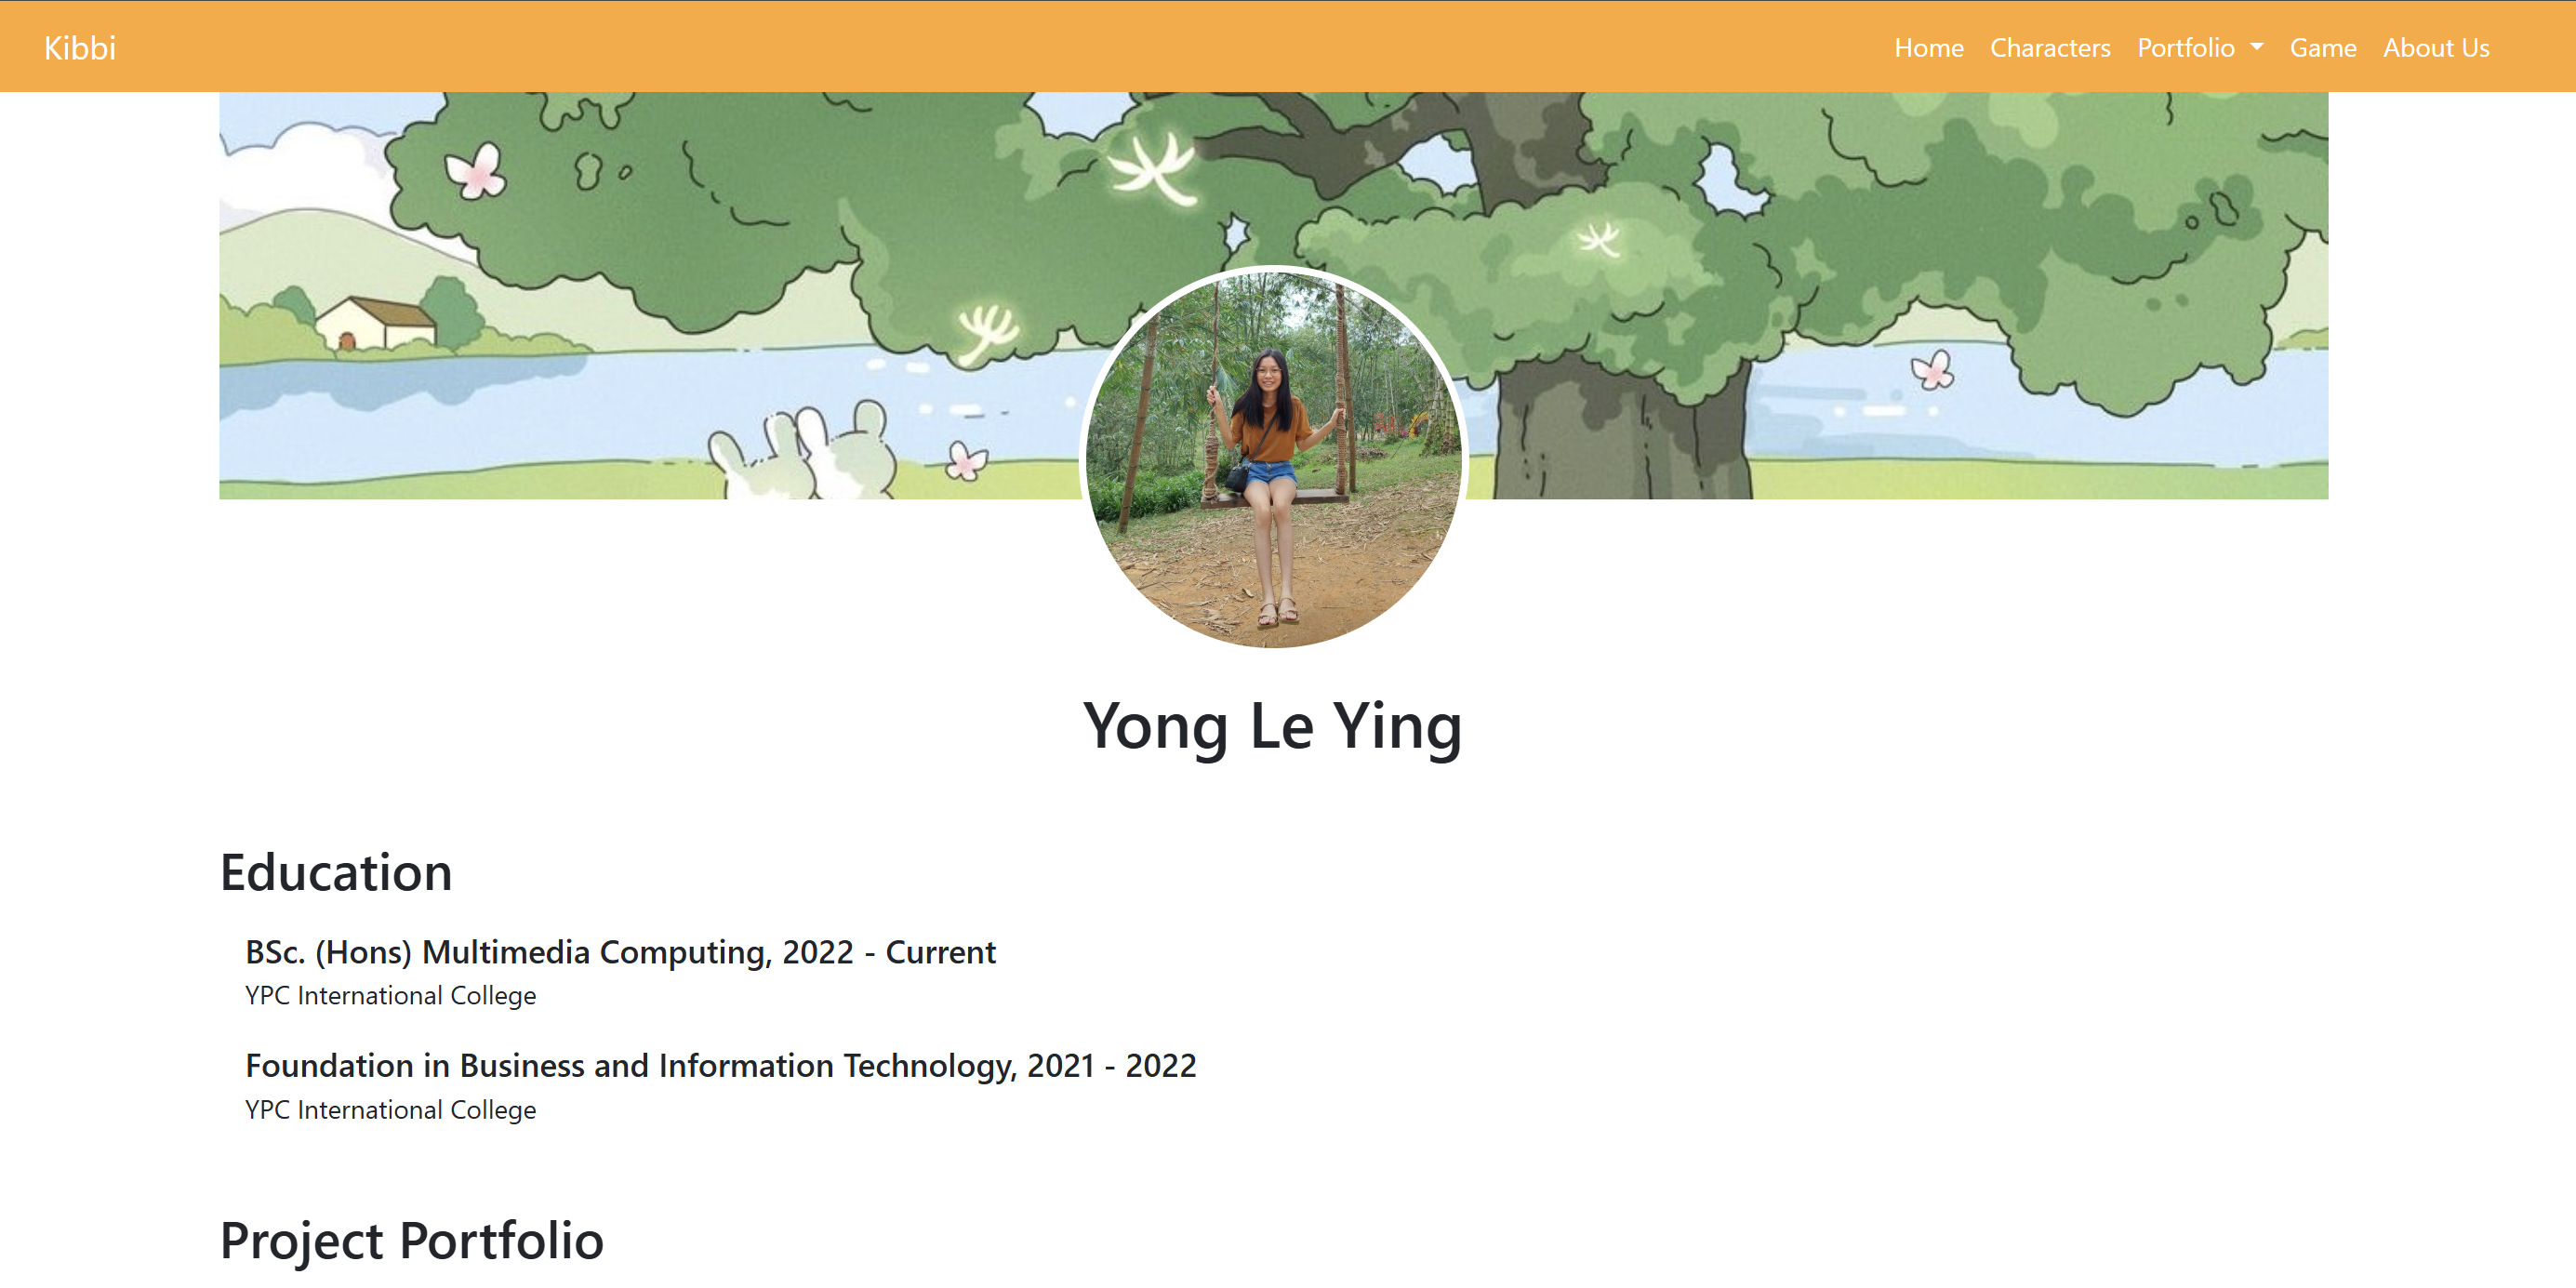 Kibbi
Home Characters Portfolio Game About Us
Yong Le Ying
Education
BSc. (Hons) Multimedia Computing, 2022 - Current
YPC International College
Foundation in Business and Information Technology, 2021 - 2022
YPC International College
Project Portfolio